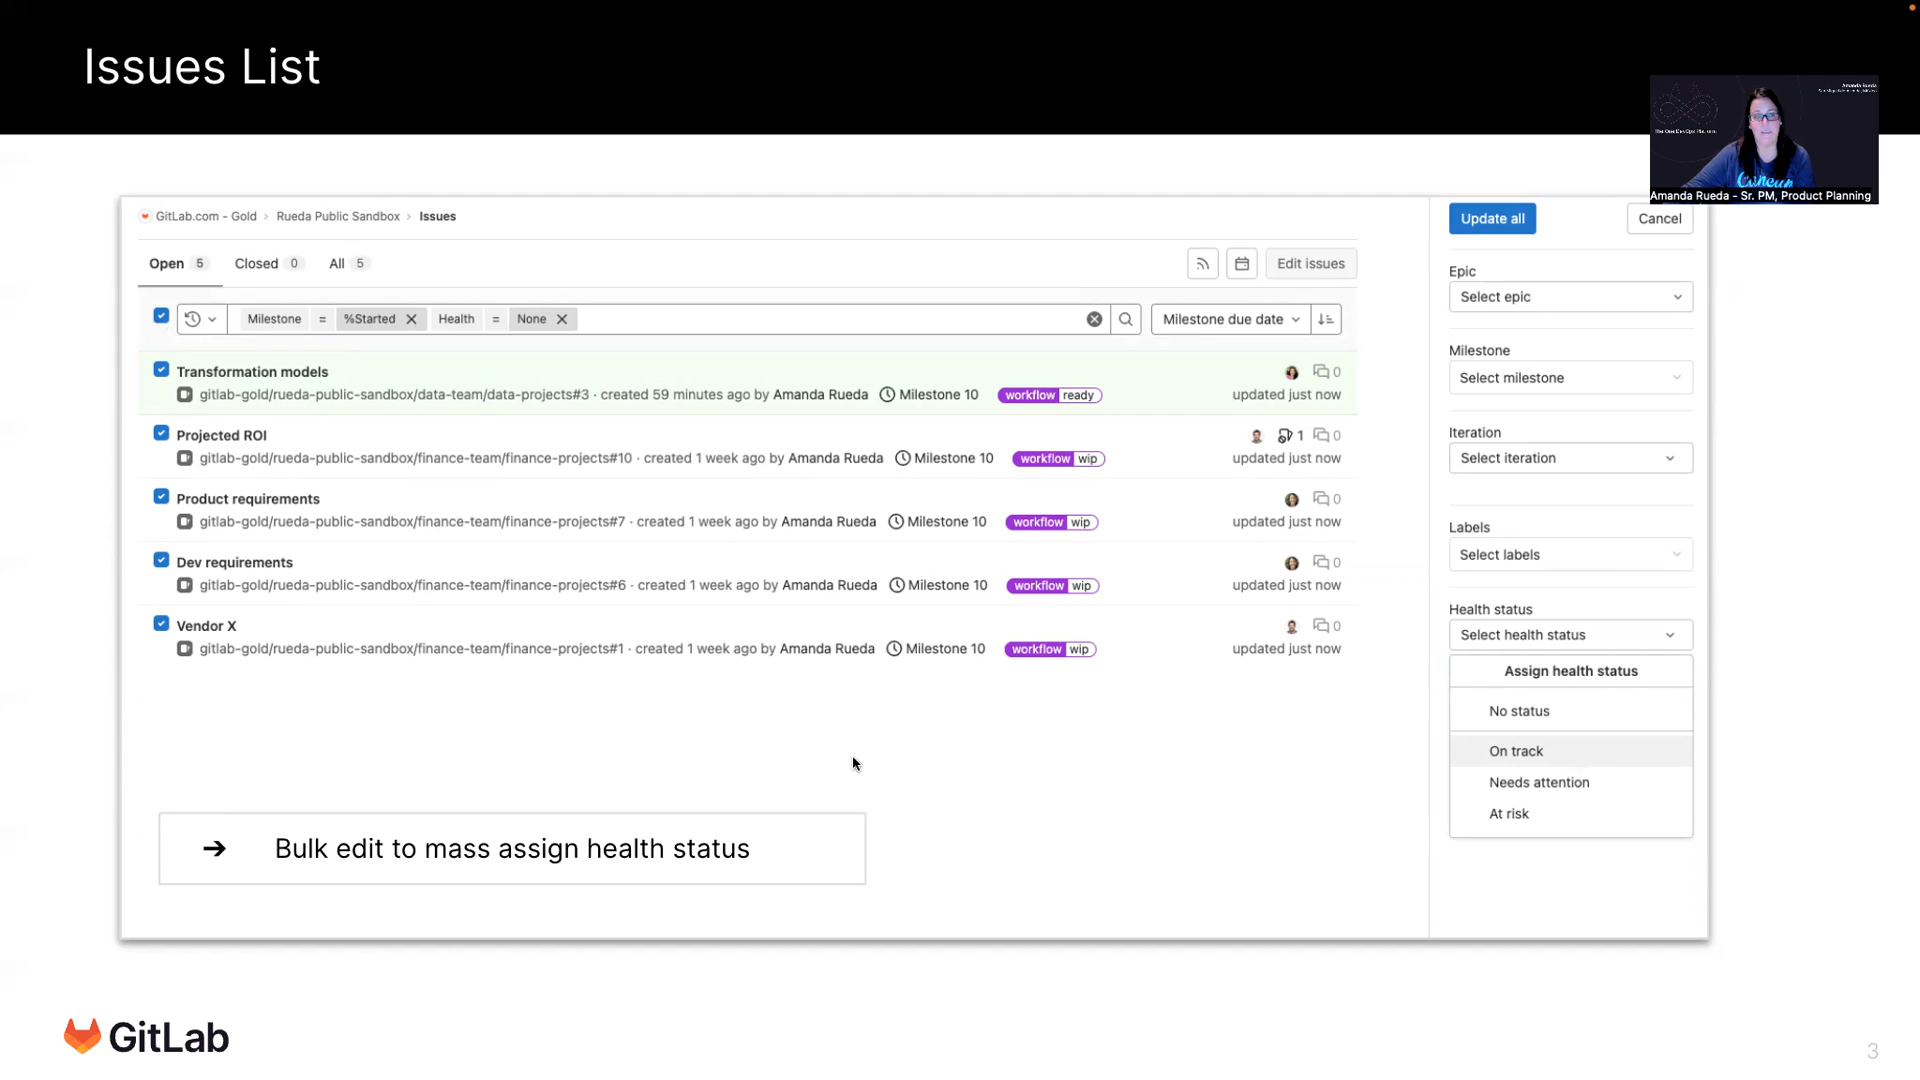 Issues List
The One DevOps Platform
Amanda Rueda
Amanda Rueda - Sr. PM, Product Planning
GitLab.com - Gold › Rueda Public Sandbox › Issues
Open 5 Closed 0 All 5
Edit issues
Milestone = %Started Health = None
Milestone due date
Transformation models
0
gitlab-gold/rueda-public-sandbox/data-team/data-projects#3 · created 59 minutes ago by Amanda Rueda Milestone 10 workflow ready
updated just now
Projected ROI
1 0
gitlab-gold/rueda-public-sandbox/finance-team/finance-projects#10 · created 1 week ago by Amanda Rueda Milestone 10 workflow wip
updated just now
Product requirements
0
gitlab-gold/rueda-public-sandbox/finance-team/finance-projects#7 · created 1 week ago by Amanda Rueda Milestone 10 workflow wip
updated just now
Dev requirements
0
gitlab-gold/rueda-public-sandbox/finance-team/finance-projects#6 · created 1 week ago by Amanda Rueda Milestone 10 workflow wip
updated just now
Vendor X
0
gitlab-gold/rueda-public-sandbox/finance-team/finance-projects#1 · created 1 week ago by Amanda Rueda Milestone 10 workflow wip
updated just now
Update all
Cancel
Epic
Select epic
Milestone
Select milestone
Iteration
Select iteration
Labels
Select labels
Health status
Select health status
Assign health status
No status
On track
Needs attention
At risk
➔ Bulk edit to mass assign health status
GitLab
3